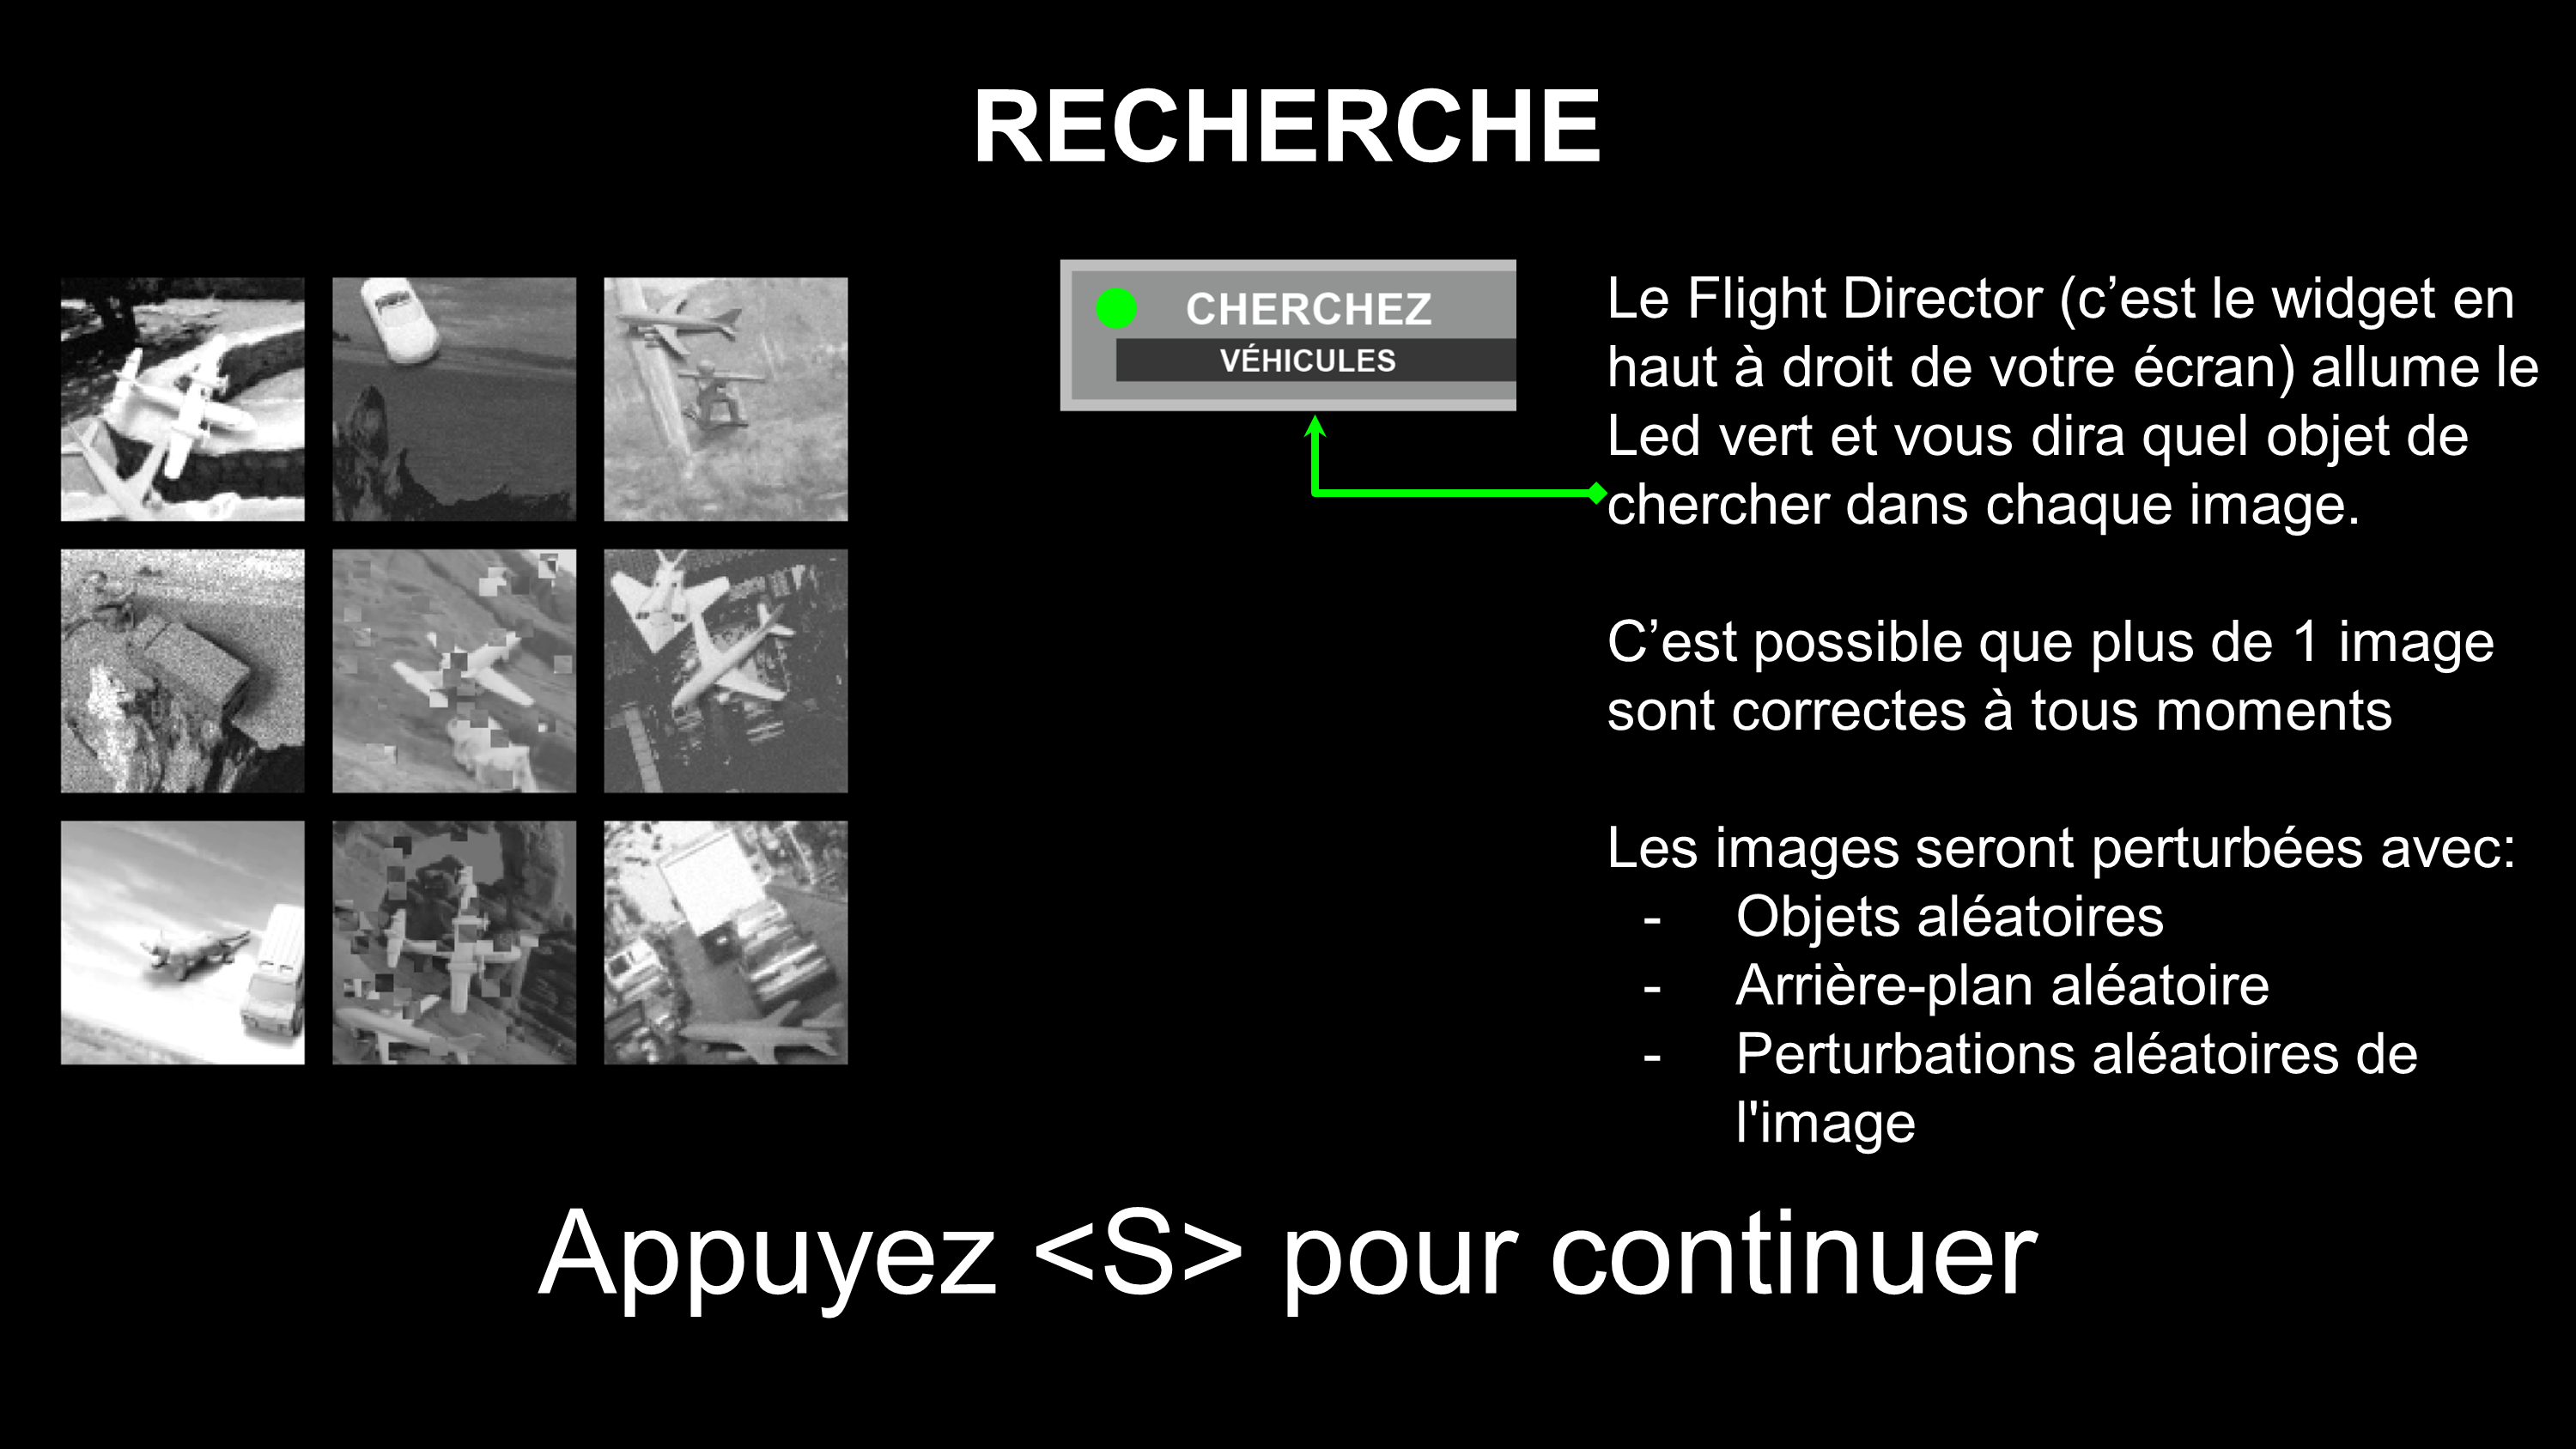 RECHERCHE
CHERCHEZ
VÉHICULES
Le Flight Director (c’est le widget en
haut à droit de votre écran) allume le
Led vert et vous dira quel objet de
chercher dans chaque image.
C’est possible que plus de 1 image
sont correctes à tous moments
Les images seront perturbées avec:
- Objets aléatoires
- Arrière-plan aléatoire
- Perturbations aléatoires de
l'image
Appuyez <S> pour continuer